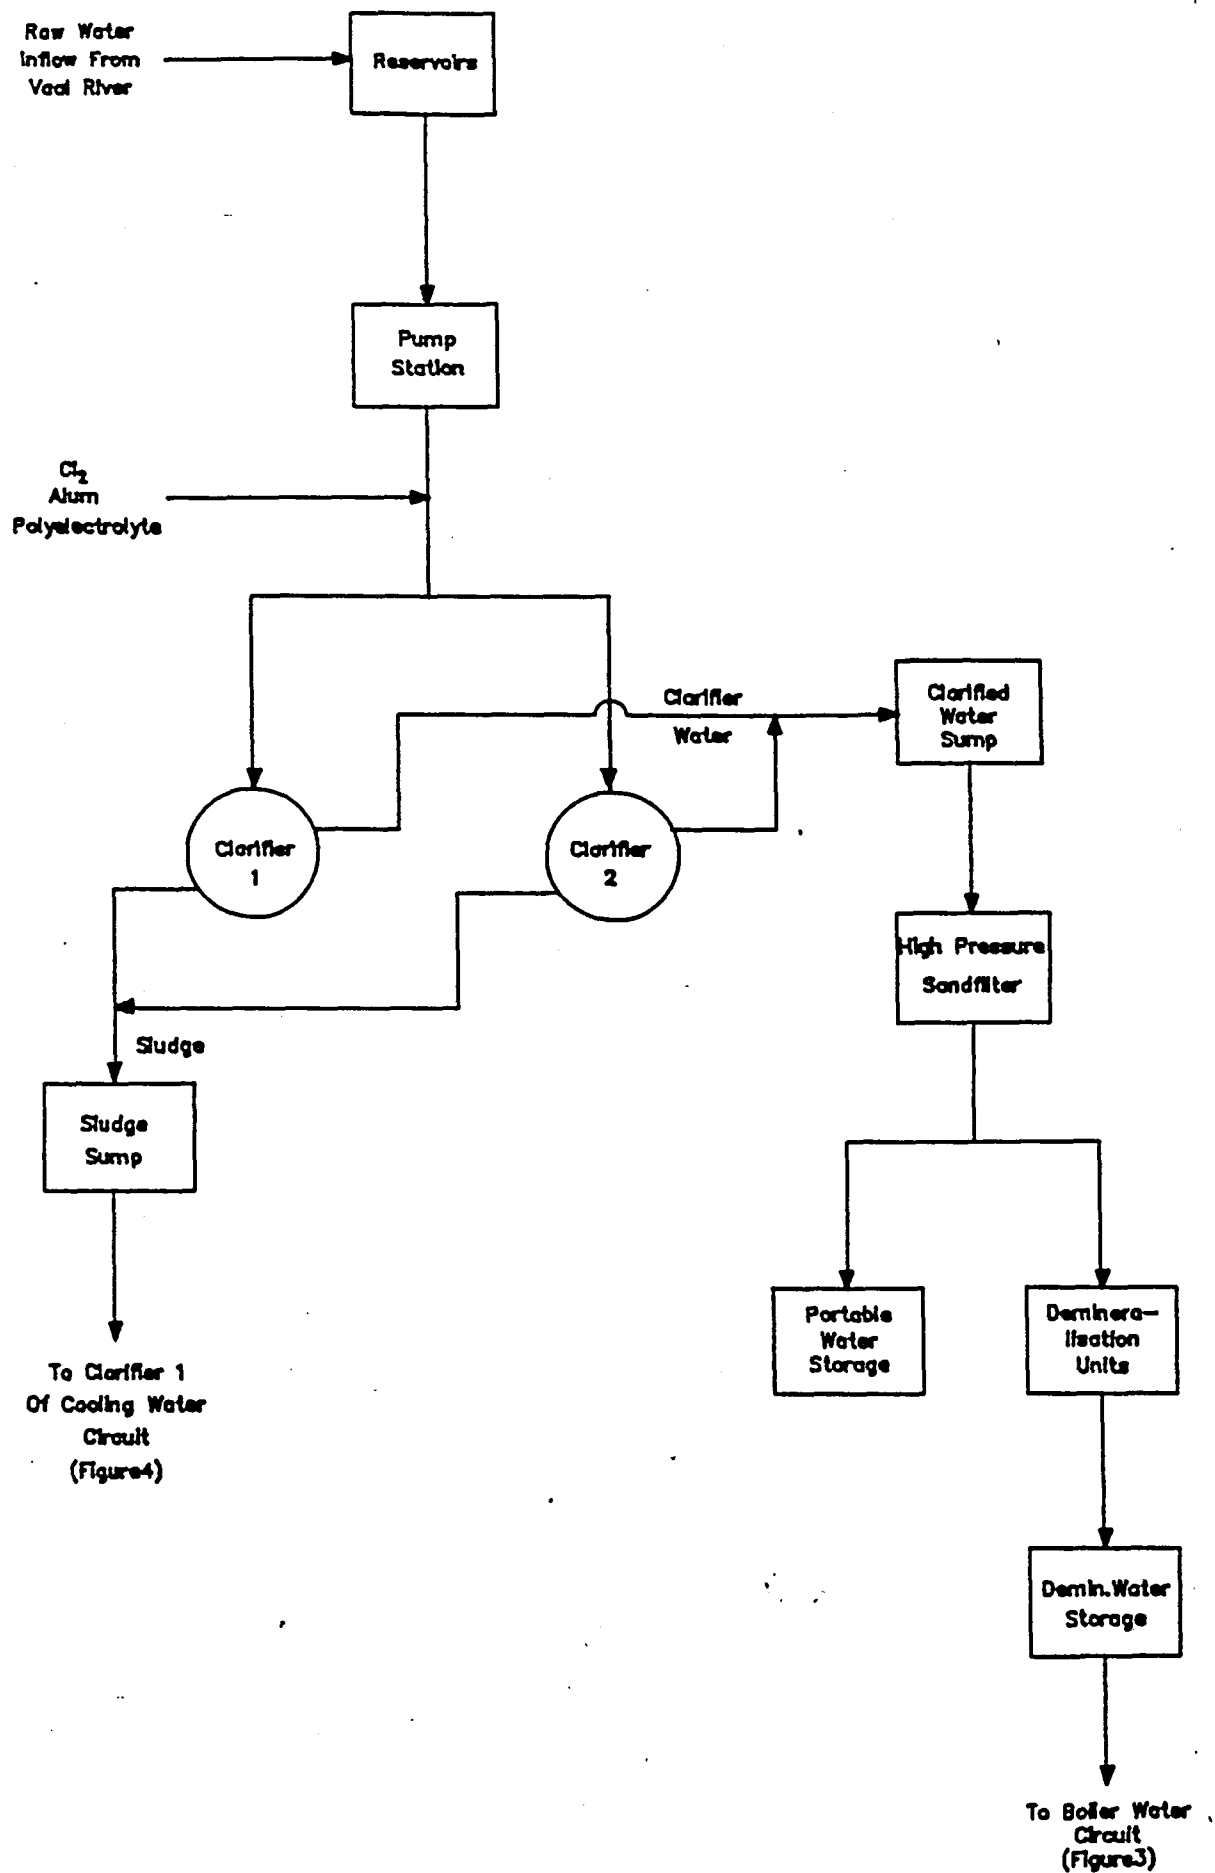 Raw Water
Inflow From
Vaal River
Reservoirs
Pump
Station
Cl₂
Alum
Polyelectrolyte
Clarifier
Water
Clarified
Water
Sump
Clarifier
1
Clarifier
2
High Pressure
Sandfilter
Sludge
Sludge
Sump
Portable
Water
Storage
Deminera-
lisation
Units
To Clarifier 1
Of Cooling Water
Circuit
(Figure4)
Demin.Water
Storage
To Boiler Water
Circuit
(Figure3)